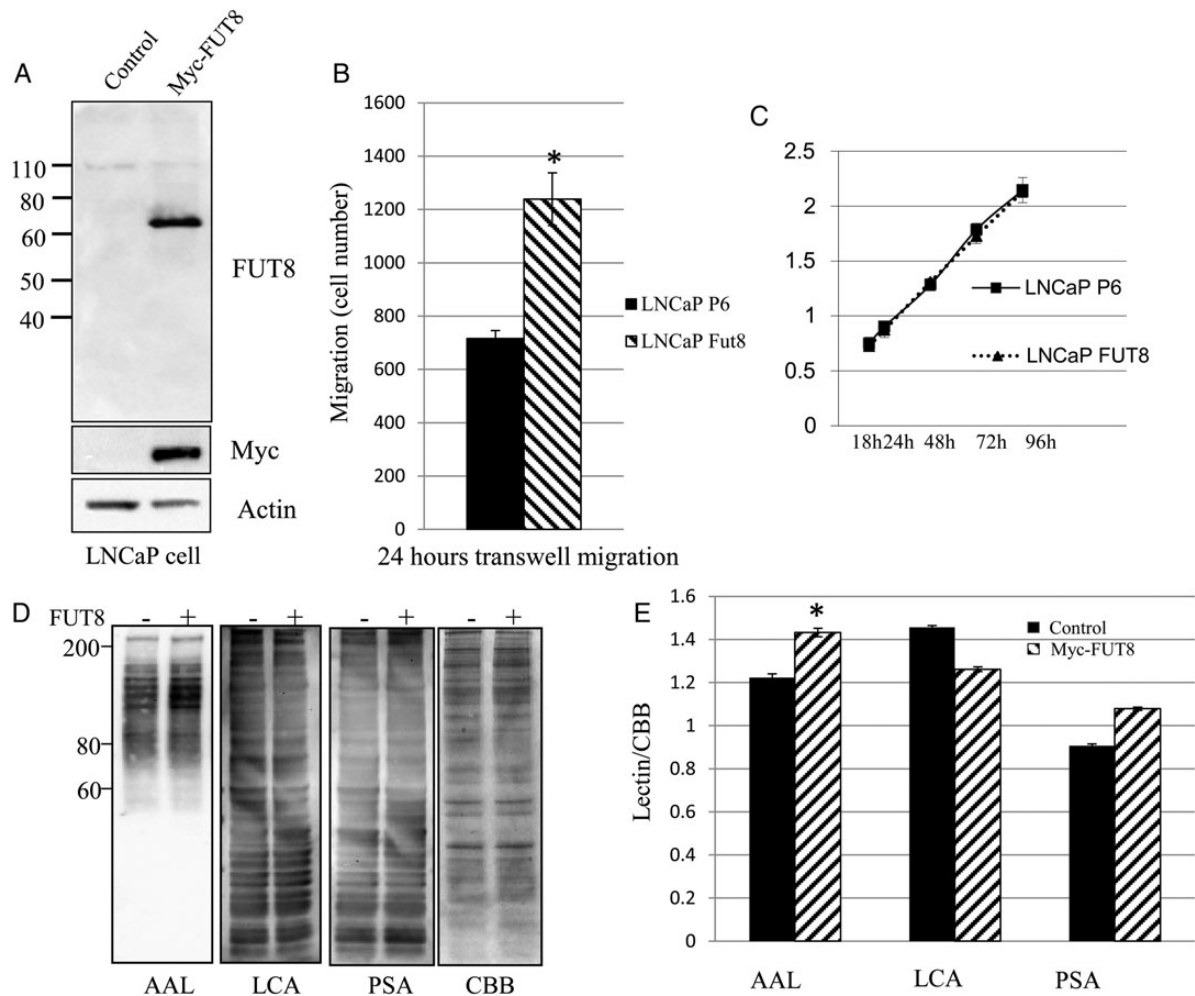 A
Control
Myc-FUT8
110
80
60
50
40
FUT8
Myc
Actin
LNCaP cell
B
1600
1400
1200
1000
800
600
400
200
0
Migration (cell number)
*
LNCaP P6
LNCaP Fut8
24 hours transwell migration
C
2.5
2
1.5
1
0.5
0
LNCaP P6
LNCaP FUT8
18h 24h 48h 72h 96h
D
FUT8 - + - + - + - +
200
80
60
AAL LCA PSA CBB
E
1.6
1.4
1.2
1
0.8
0.6
0.4
0.2
0
Lectin/CBB
*
Control
Myc-FUT8
AAL LCA PSA